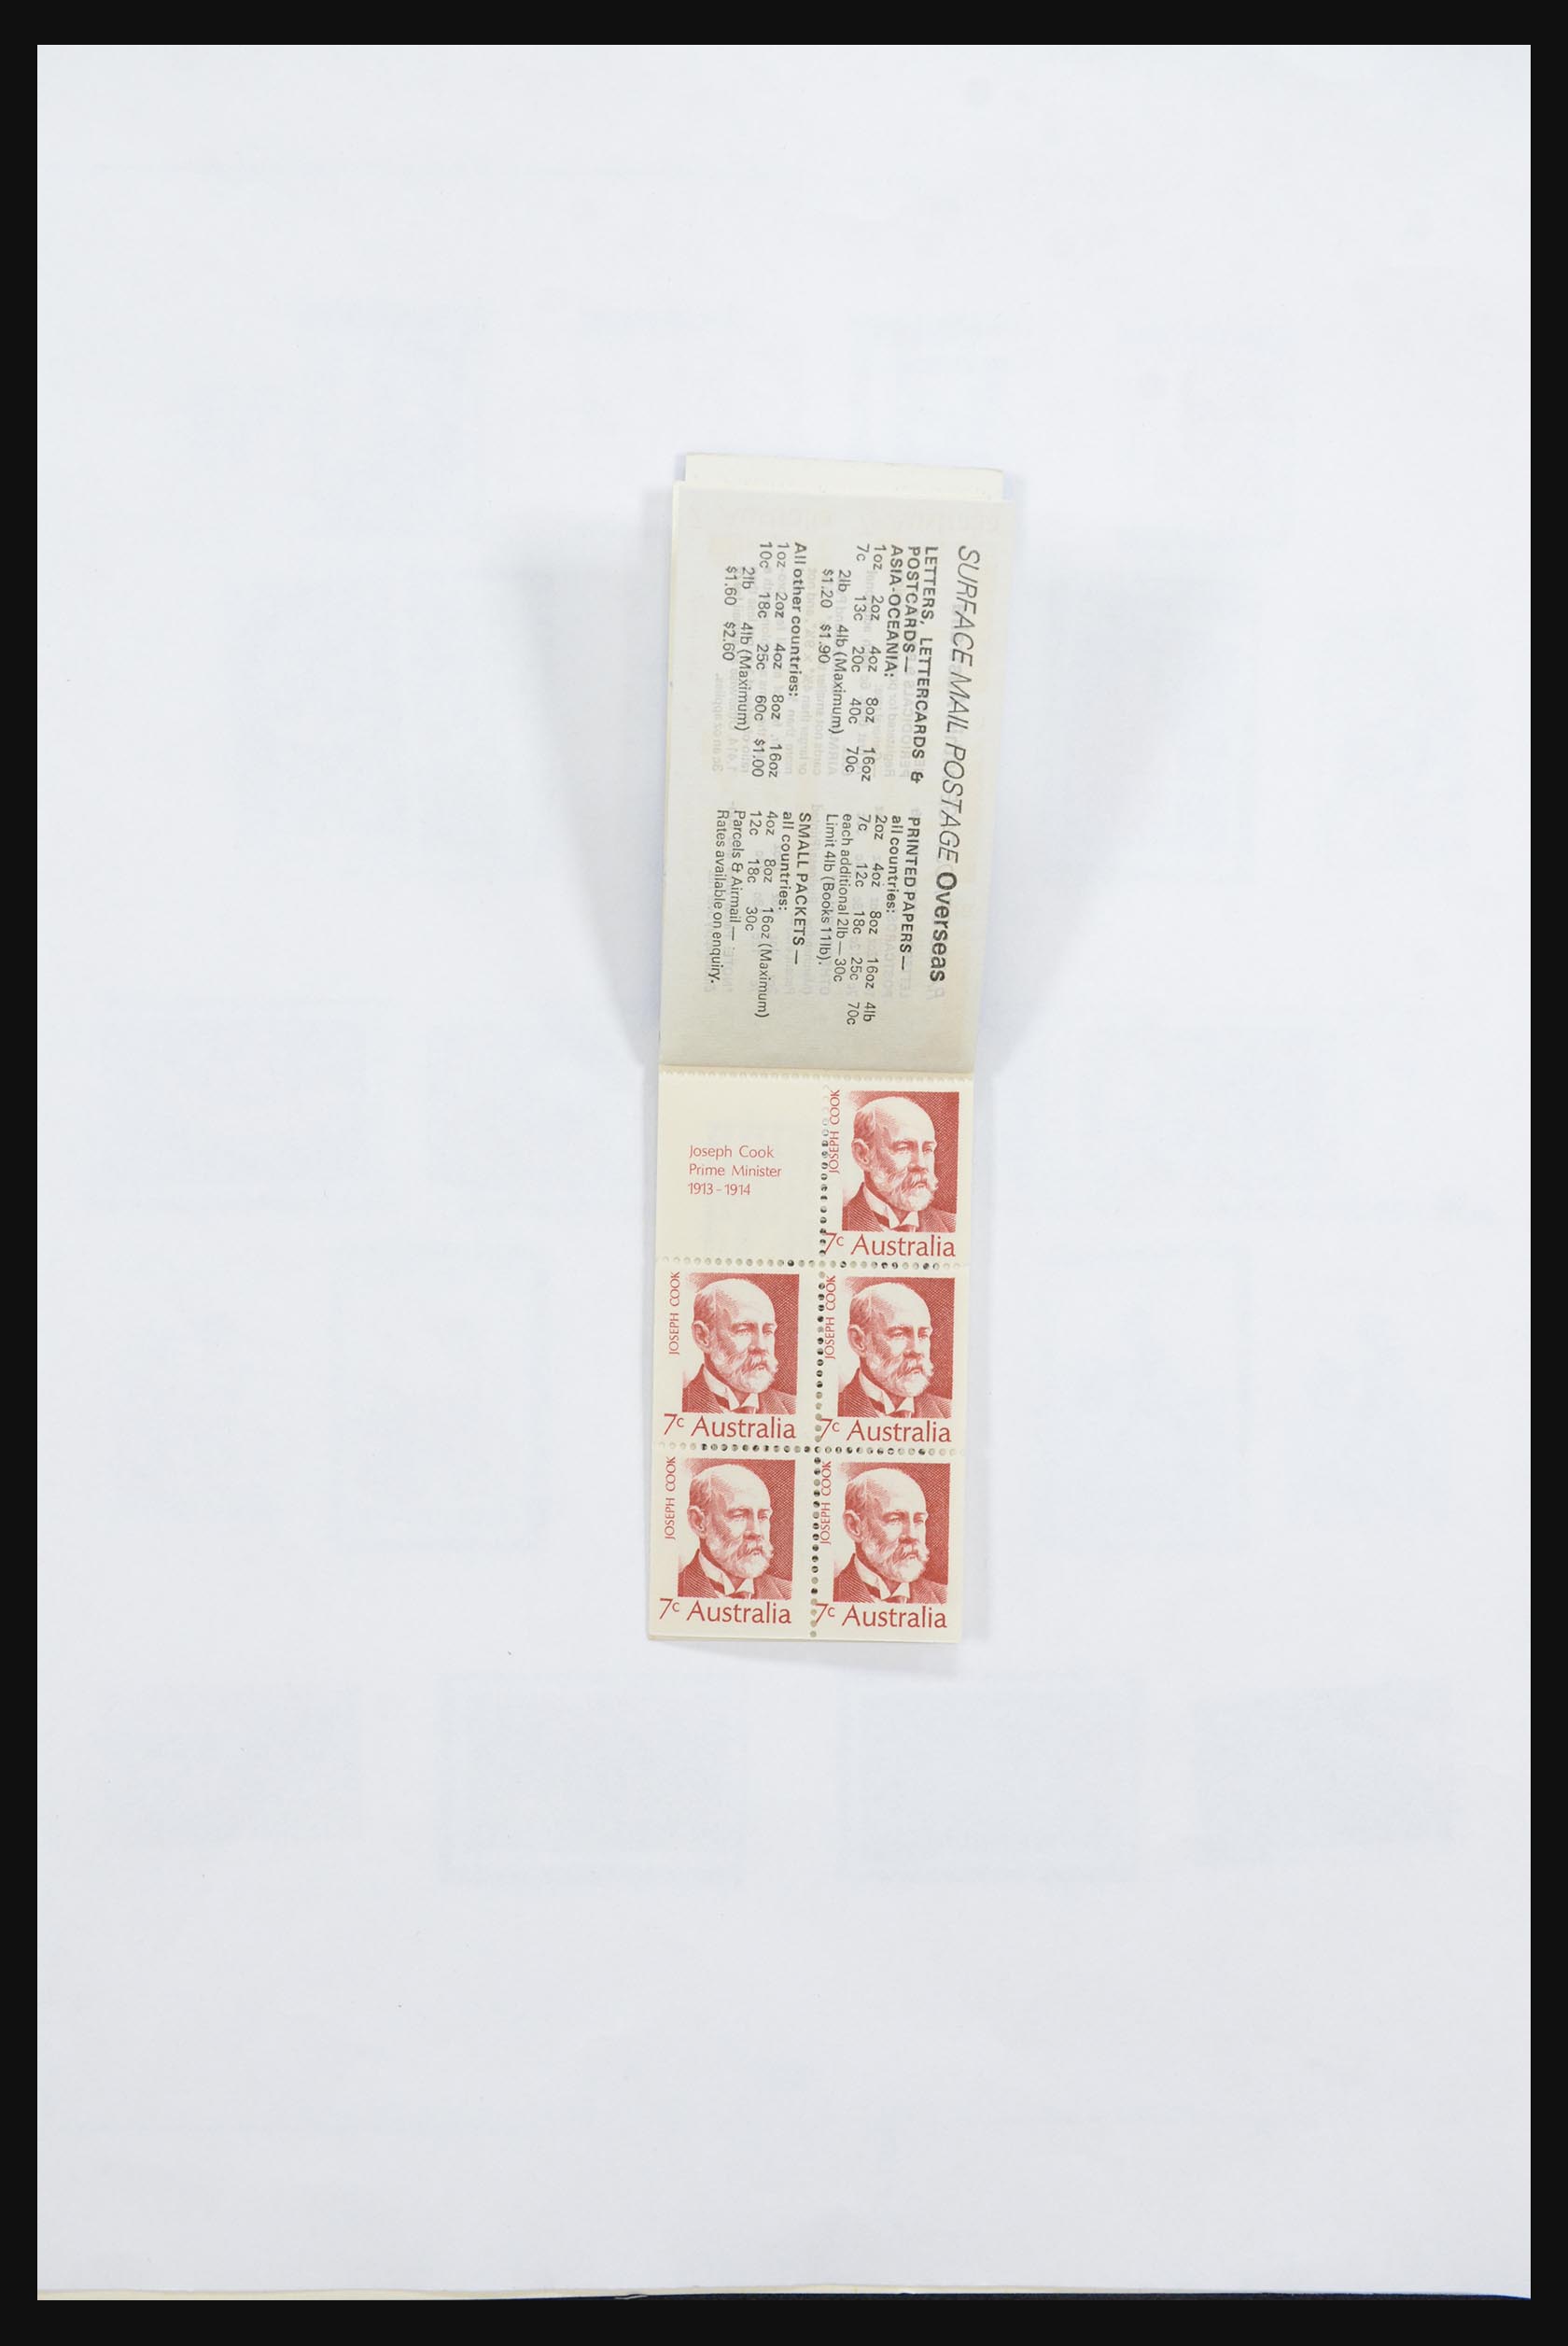 SURFACE MAIL POSTAGE Overseas
LETTERS, LETTERCARDS &
POSTCARDS—
ASIA-OCEANIA:
1oz 2oz 4oz 8oz 16oz
7c 13c 20c 40c 70c
2lb 4lb (Maximum)
$1.20 $1.90
All other countries:
1oz 2oz 4oz 8oz 16oz
10c 18c 25c 60c $1.00
2lb 4lb (Maximum)
$1.60 $2.60
PRINTED PAPERS—
all countries:
2oz 4oz 8oz 16oz 4lb
7c 12c 18c 25c 70c
each additional 2lb—30c
Limit 4lb (Books 11lb).
SMALL PACKETS—
all countries:
4oz 8oz 16oz (Maximum)
12c 18c 30c
Parcels & Airmail—
Rates available on enquiry.
Joseph Cook
Prime Minister
1913-1914
JOSEPH COOK
7c Australia
JOSEPH COOK
7c Australia
JOSEPH COOK
7c Australia
JOSEPH COOK
7c Australia
JOSEPH COOK
7c Australia